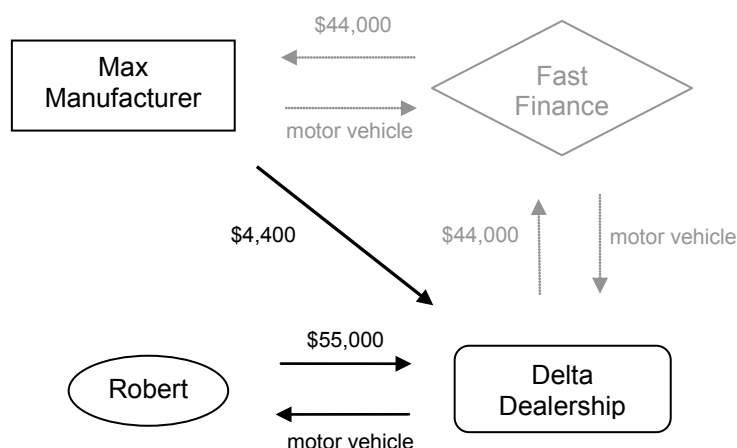 $44,000
Max
Manufacturer
Fast
Finance
motor vehicle
$4,400
$44,000
motor vehicle
$55,000
Robert
Delta
Dealership
motor vehicle